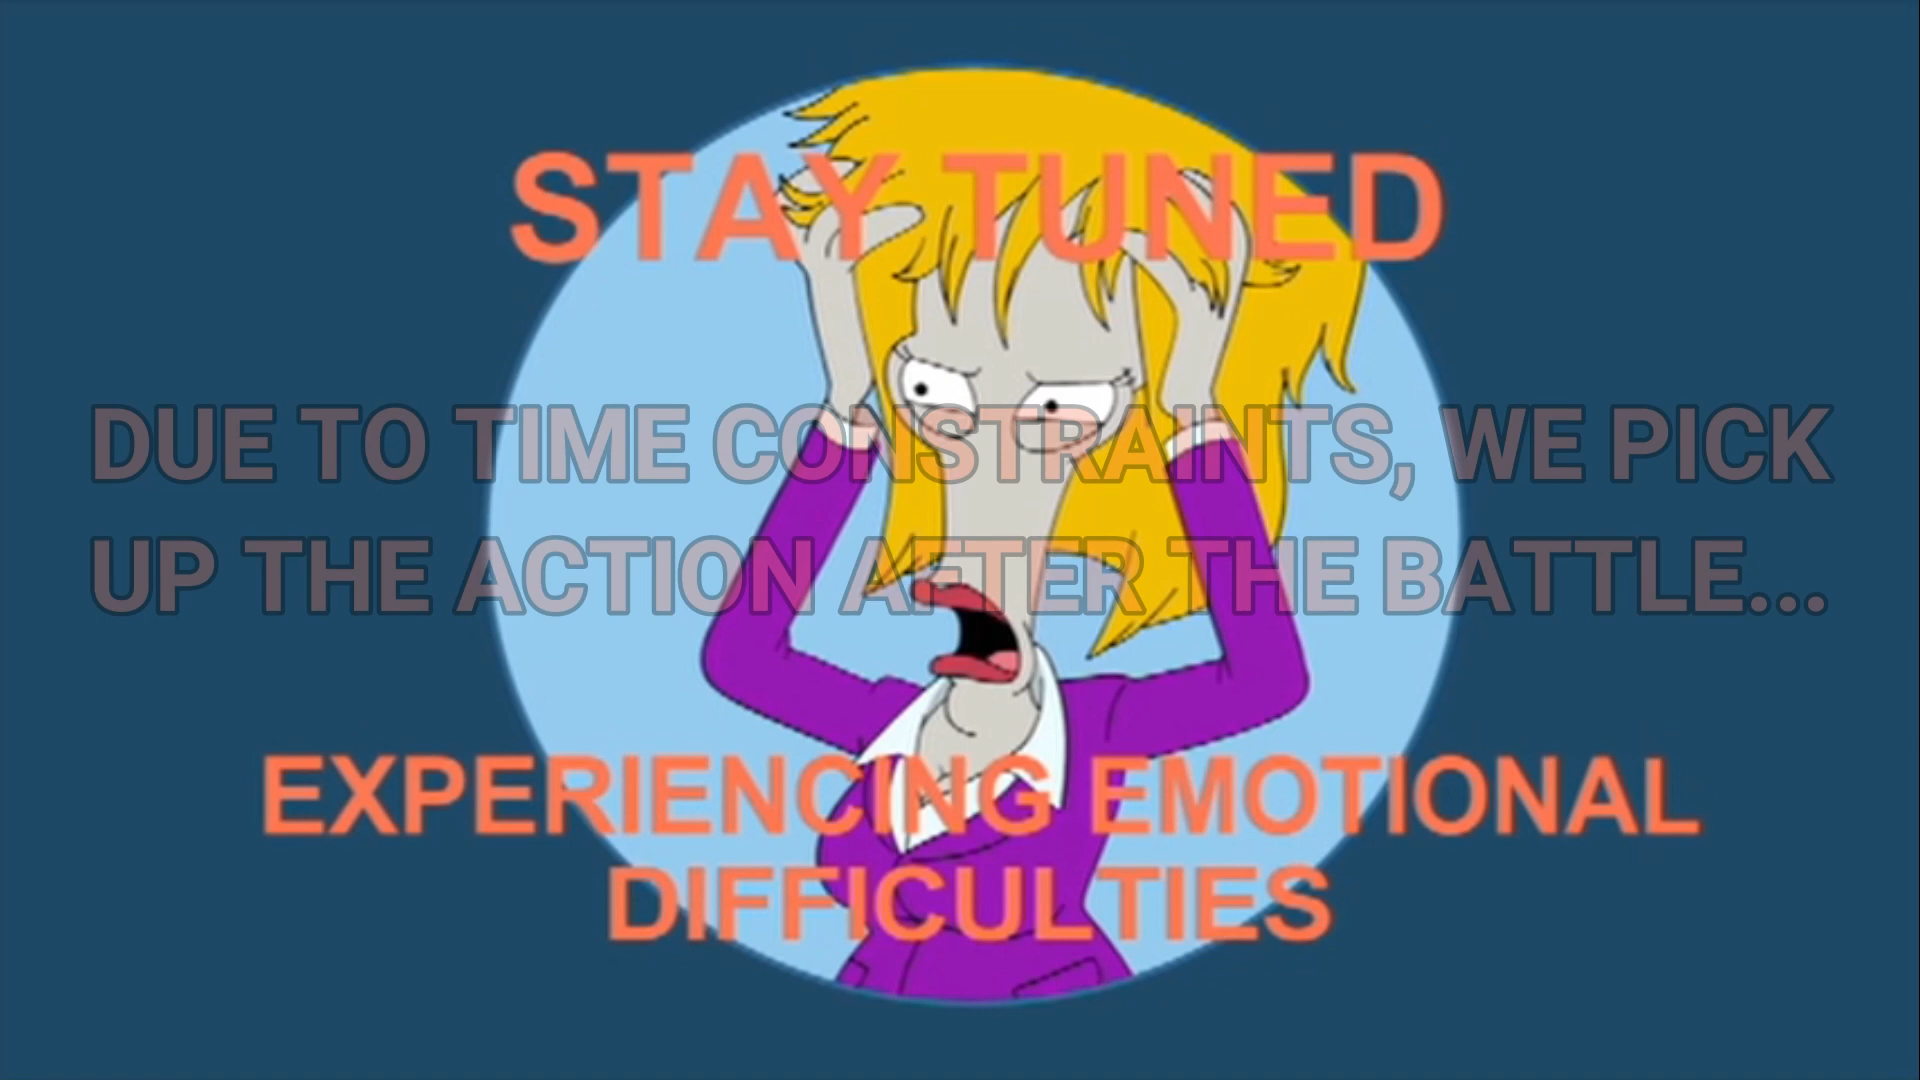 STAY TUNED
DUE TO TIME CONSTRAINTS, WE PICK
UP THE ACTION AFTER THE BATTLE...
EXPERIENCING EMOTIONAL
DIFFICULTIES